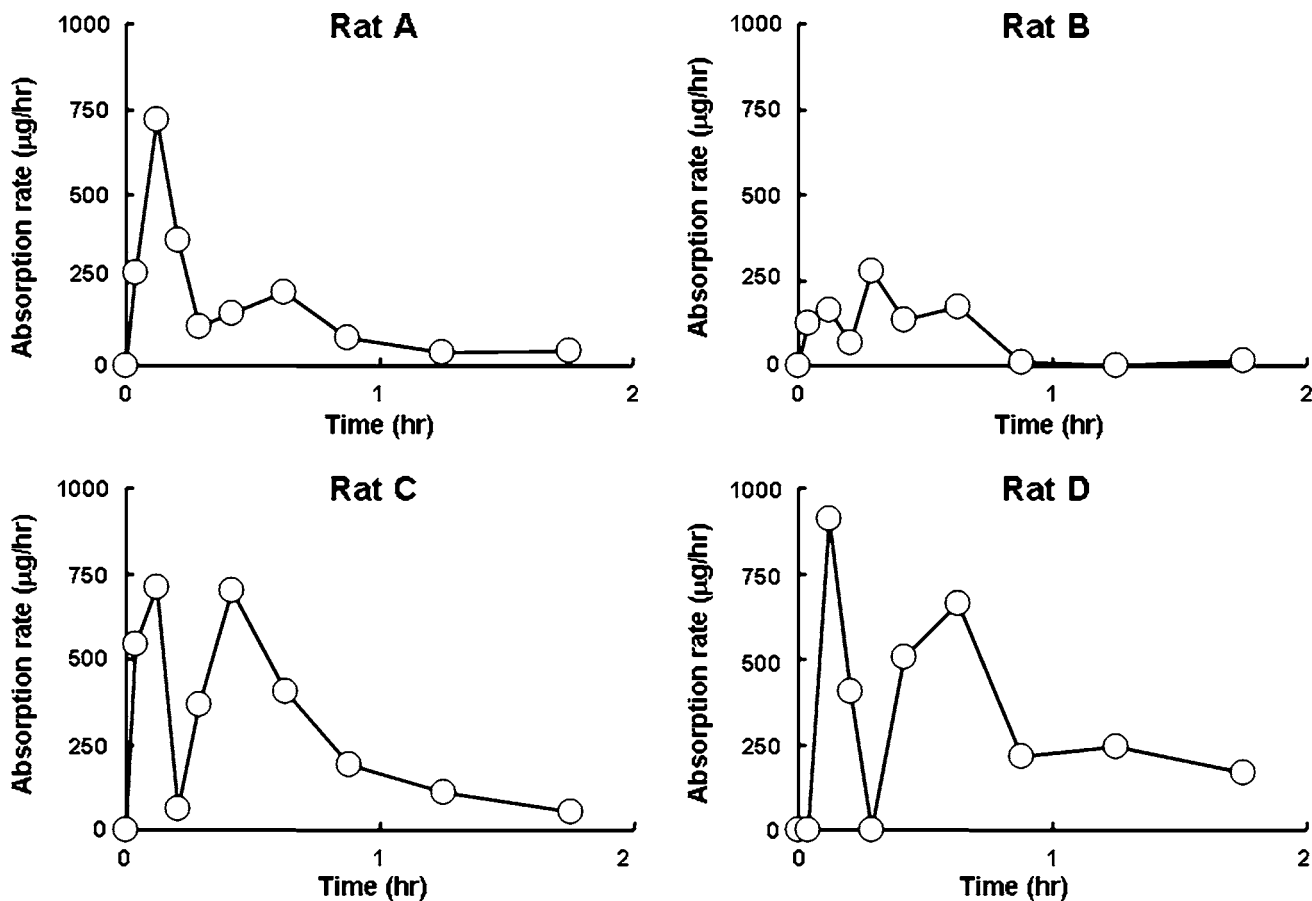 Rat A
Absorption rate (μg/hr)
1000
750
500
250
0
0
1
2
Time (hr)
Rat B
Absorption rate (μg/hr)
1000
750
500
250
0
0
1
2
Time (hr)
Rat C
Absorption rate (μg/hr)
1000
750
500
250
0
0
1
2
Time (hr)
Rat D
Absorption rate (μg/hr)
1000
750
500
250
0
0
1
2
Time (hr)